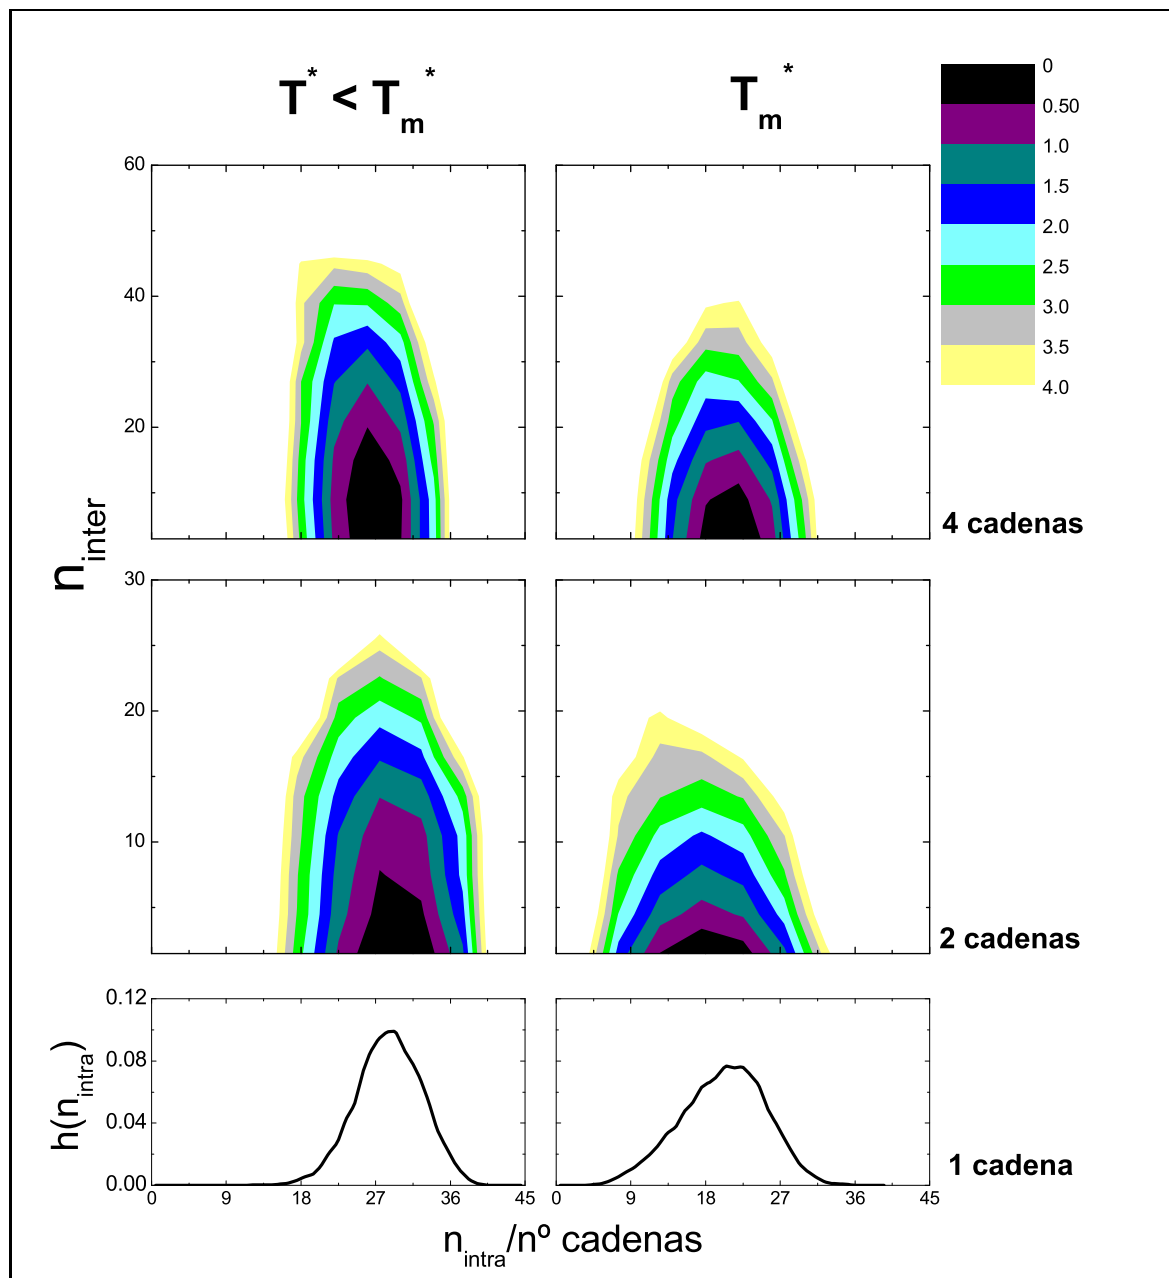 T* < Tm*
Tm*
0
0.50
1.0
1.5
2.0
2.5
3.0
3.5
4.0
60
40
20
4 cadenas
ninter
30
20
10
2 cadenas
0.12
0.08
0.04
0.00
h(nintra)
1 cadena
0 9 18 27 36 45
0 9 18 27 36 45
nintra/nº cadenas